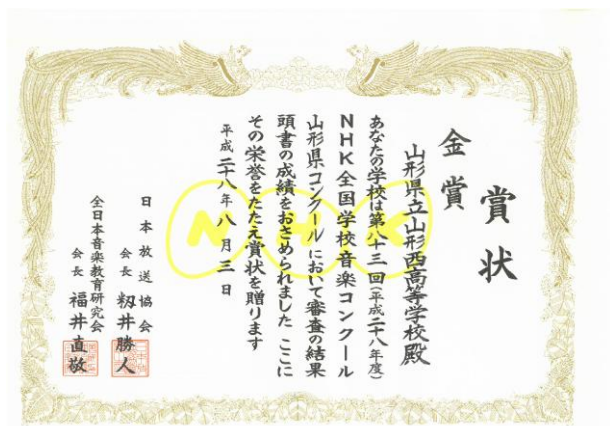 賞状
金賞
山形県立山形西高等学校殿
あなたの学校は第八十三回(平成二十八年度)
NHK全国学校音楽コンクール
山形県コンクールにおいて審査の結果
頭書の成績をおさめられました ここに
その栄誉をたたえ賞状を贈ります
平成二十八年八月三日
日本放送協会
会長 籾井勝人
全日本音楽教育研究会
会長 福井直敬
NHK